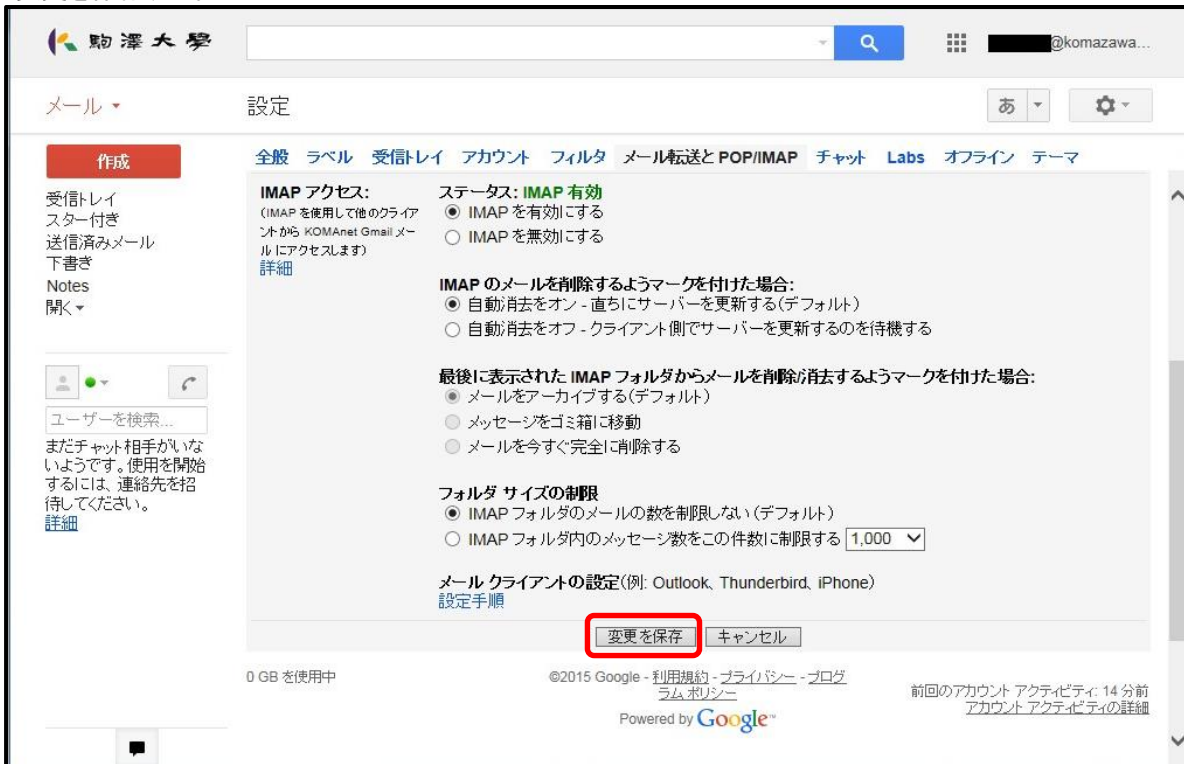 駒澤大學
@komazawa...
メール
設定
あ
作成
全般 ラベル 受信トレイ アカウント フィルタ メール転送と POP/IMAP チャット Labs オフライン テーマ
受信トレイ
スター付き
送信済みメール
下書き
Notes
開く
ユーザーを検索...
まだチャット相手がいな
いようです。使用を開始
するには、連絡先を招
待してください。
詳細
IMAP アクセス:
(IMAP を使用して他のクライア
ントから KOMAnet Gmail メー
ルにアクセスします)
詳細
ステータス: IMAP 有効
IMAP を有効にする
IMAP を無効にする
IMAP のメールを削除するようマークを付けた場合:
自動消去をオン - 直ちにサーバーを更新する(デフォルト)
自動消去をオフ - クライアント側でサーバーを更新するのを待機する
最後に表示された IMAP フォルダからメールを削除/消去するようマークを付けた場合:
メールをアーカイブする(デフォルト)
メッセージをゴミ箱に移動
メールを今すぐ完全に削除する
フォルダ サイズの制限
IMAP フォルダのメールの数を制限しない(デフォルト)
IMAP フォルダ内のメッセージ数をこの件数に制限する 1,000
メール クライアントの設定(例: Outlook、Thunderbird、iPhone)
設定手順
変更を保存 キャンセル
0 GB を使用中
©2015 Google - 利用規約 - プライバシー - プログ
ラム ポリシー
Powered by Google™
前回のアカウント アクティビティ: 14 分前
アカウント アクティビティの詳細